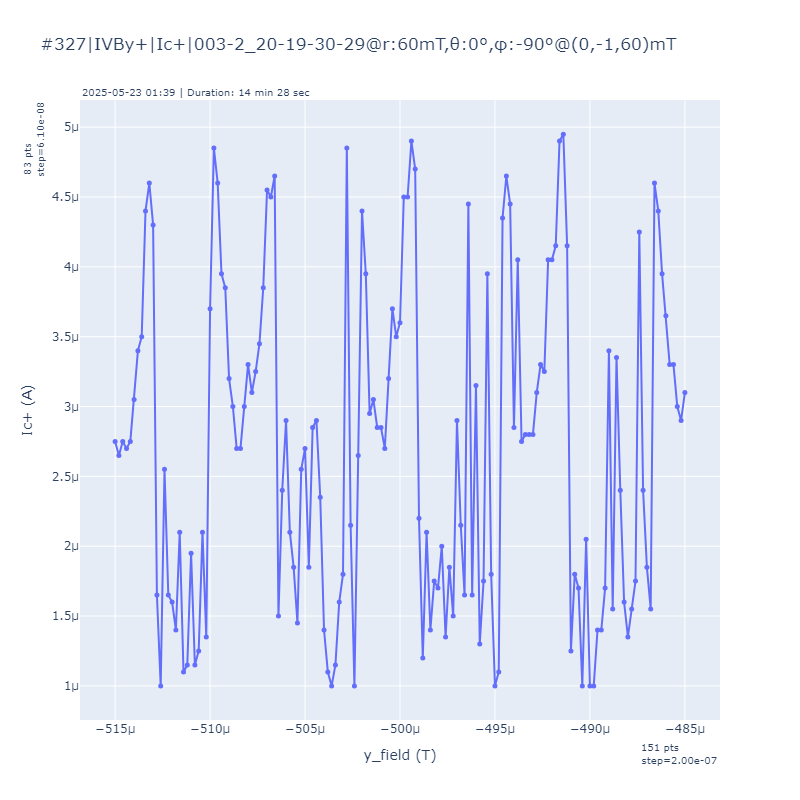 #327|IVBy+|Ic+|003-2_20-19-30-29@r:60mT,θ:0º,φ:-90º@(0,-1,60)mT
2025-05-23 01:39 | Duration: 14 min 28 sec
83 pts
step=6.10e-08
5μ
4.5μ
4μ
3.5μ
3μ
2.5μ
2μ
1.5μ
1μ
Ic+ (A)
−515μ
−510μ
−505μ
−500μ
−495μ
−490μ
−485μ
y_field (T)
151 pts
step=2.00e-07